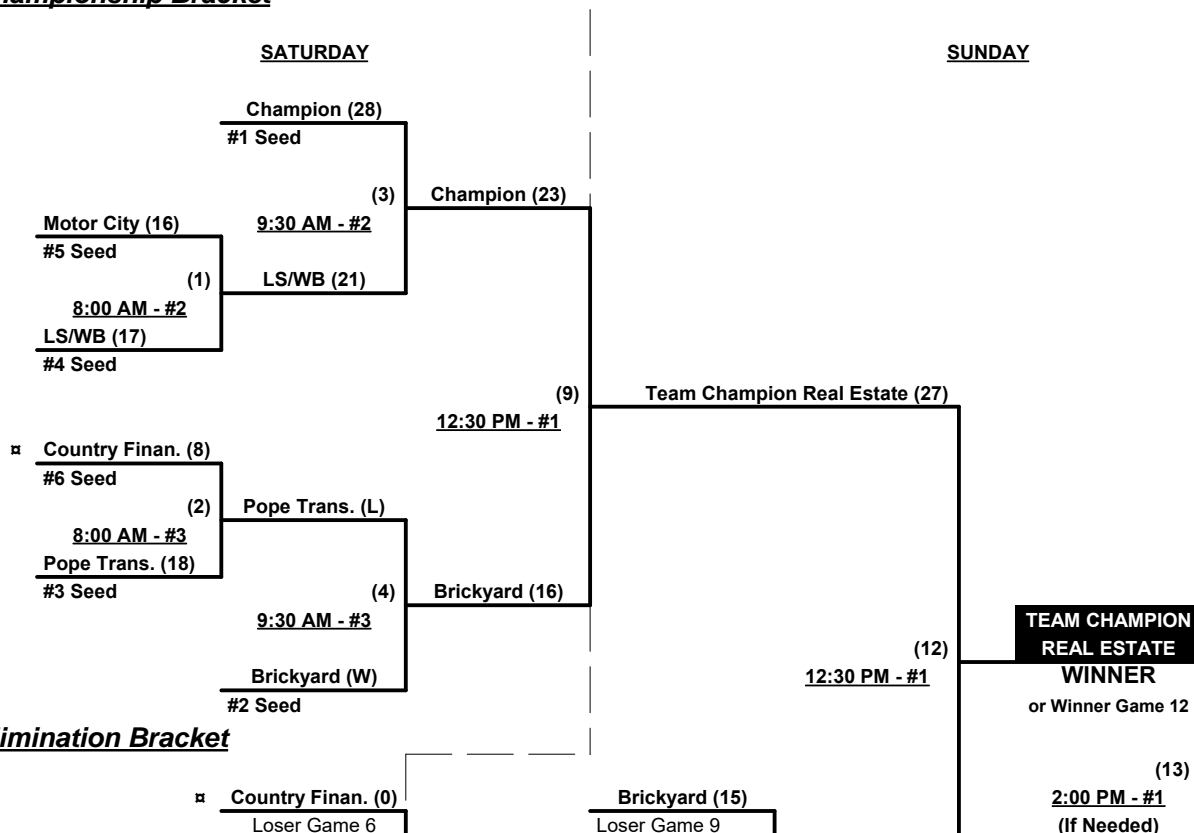 SATURDAY
SUNDAY
Champion (28)
#1 Seed
(3)
9:30 AM - #2
Champion (23)
Motor City (16)
#5 Seed
(1)
8:00 AM - #2
LS/WB (21)
LS/WB (17)
#4 Seed
(9)
12:30 PM - #1
Team Champion Real Estate (27)
¤ Country Finan. (8)
#6 Seed
(2)
8:00 AM - #3
Pope Trans. (L)
Pope Trans. (18)
#3 Seed
(4)
9:30 AM - #3
Brickyard (16)
Brickyard (W)
#2 Seed
(12)
12:30 PM - #1
TEAM CHAMPION
REAL ESTATE
WINNER
or Winner Game 12
Bracket
¤ Country Finan. (0)
Loser Game 6
Brickyard (15)
Loser Game 9
(13)
2:00 PM - #1
(If Needed)